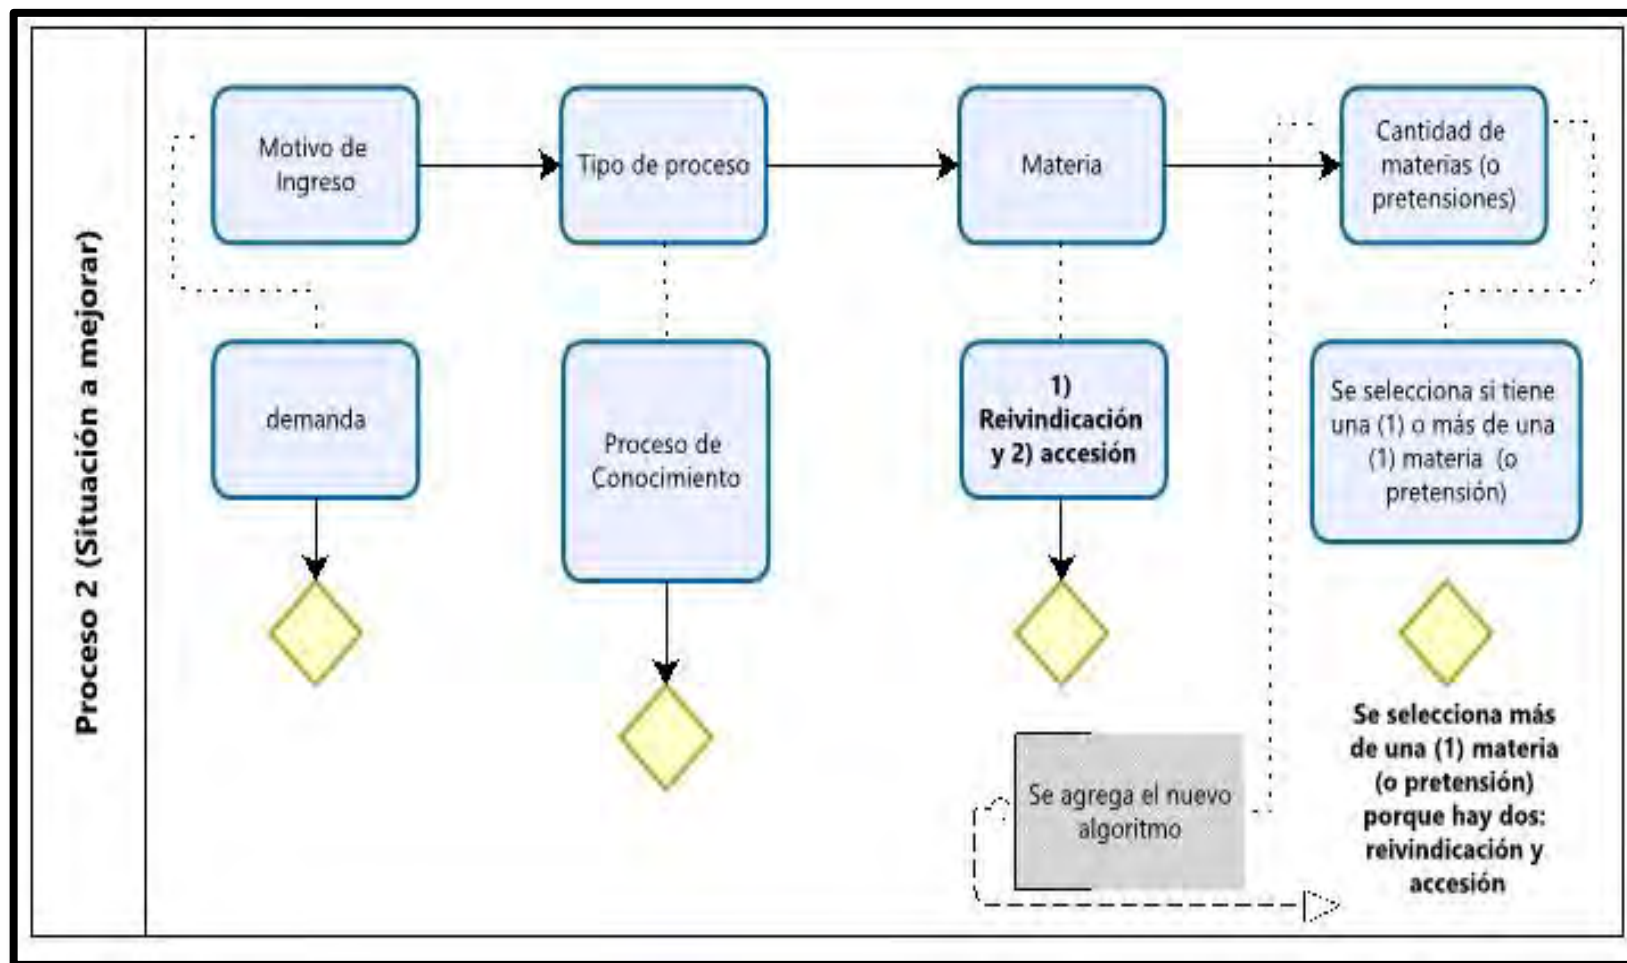 Proceso 2 (Situación a mejorar)
Motivo de
Ingreso
Tipo de proceso
Materia
Cantidad de
materias (o
pretensiones)
demanda
Proceso de
Conocimiento
1)
Reivindicación
y 2) accesión
Se selecciona si tiene
una (1) o más de una
(1) materia (o
pretensión)
Se agrega el nuevo
algoritmo
Se selecciona más
de una (1) materia
(o pretensión)
porque hay dos:
reivindicación y
accesión